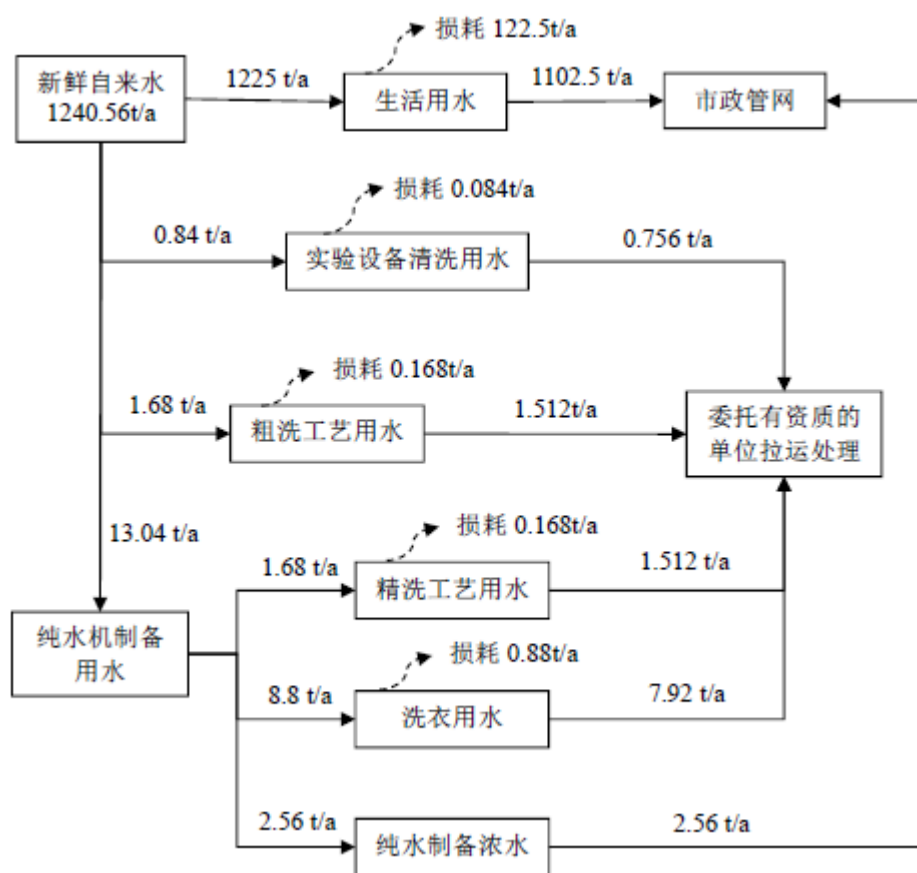 损耗 122.5t/a
新鲜自来水
1240.56t/a
1225 t/a
生活用水
1102.5 t/a
市政管网
损耗 0.084t/a
0.84 t/a
实验设备清洗用水
0.756 t/a
损耗 0.168t/a
1.68 t/a
粗洗工艺用水
1.512t/a
委托有资质的
单位拉运处理
13.04 t/a
损耗 0.168t/a
1.68 t/a
精洗工艺用水
1.512 t/a
纯水机制备
用水
损耗 0.88t/a
8.8 t/a
洗衣用水
7.92 t/a
2.56 t/a
纯水制备浓水
2.56 t/a